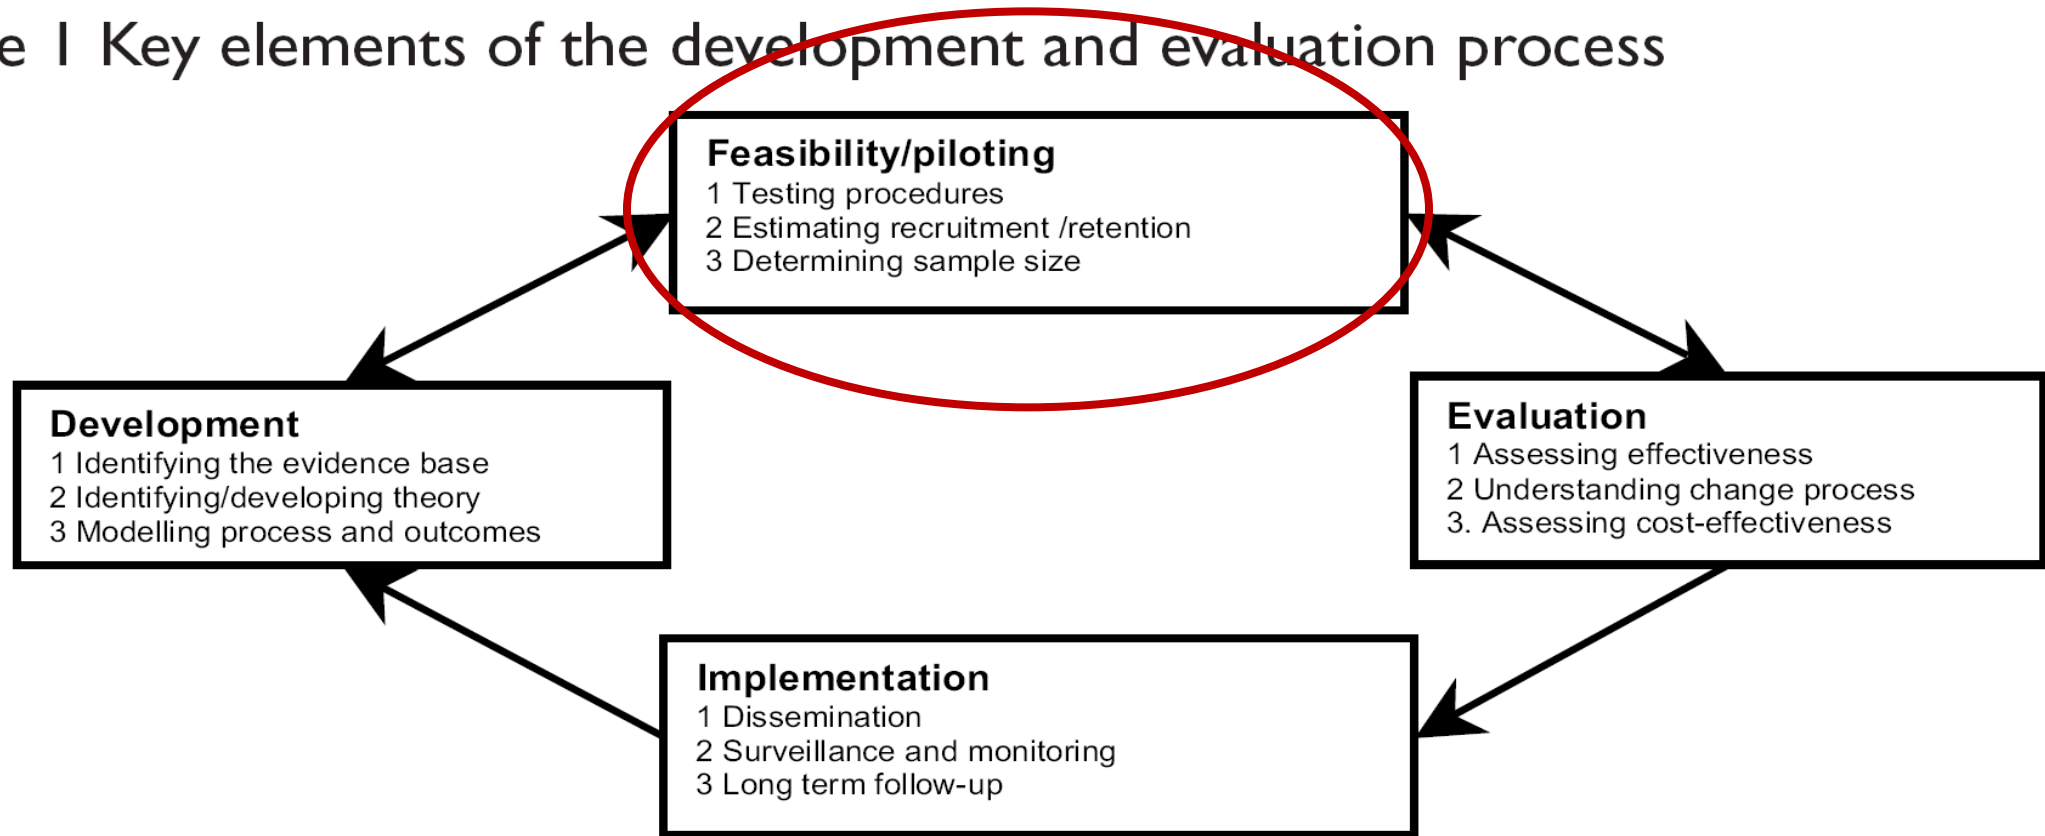 e 1 Key elements of the development and evaluation process
Feasibility/piloting
1 Testing procedures
2 Estimating recruitment /retention
3 Determining sample size
Development
1 Identifying the evidence base
2 Identifying/developing theory
3 Modelling process and outcomes
Evaluation
1 Assessing effectiveness
2 Understanding change process
3. Assessing cost-effectiveness
Implementation
1 Dissemination
2 Surveillance and monitoring
3 Long term follow-up